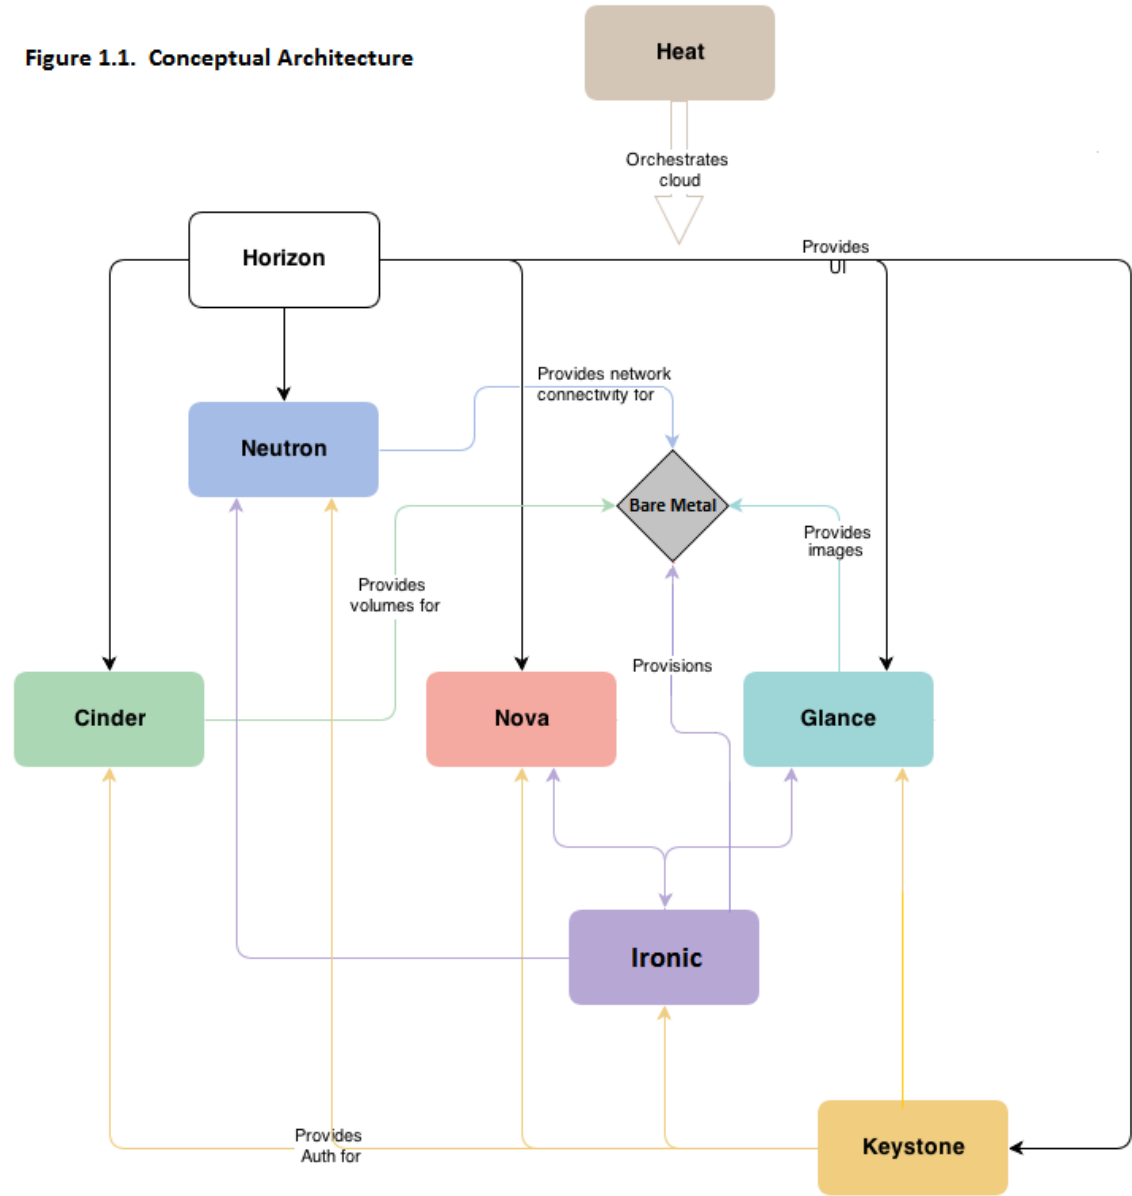 Figure 1.1.  Conceptual Architecture
Heat
Orchestrates
cloud
Horizon
Provides
UI
Provides network
connectivity for
Neutron
Bare Metal
Provides
images
Provides
volumes for
Provisions
Cinder
Nova
Glance
Ironic
Provides
Auth for
Keystone